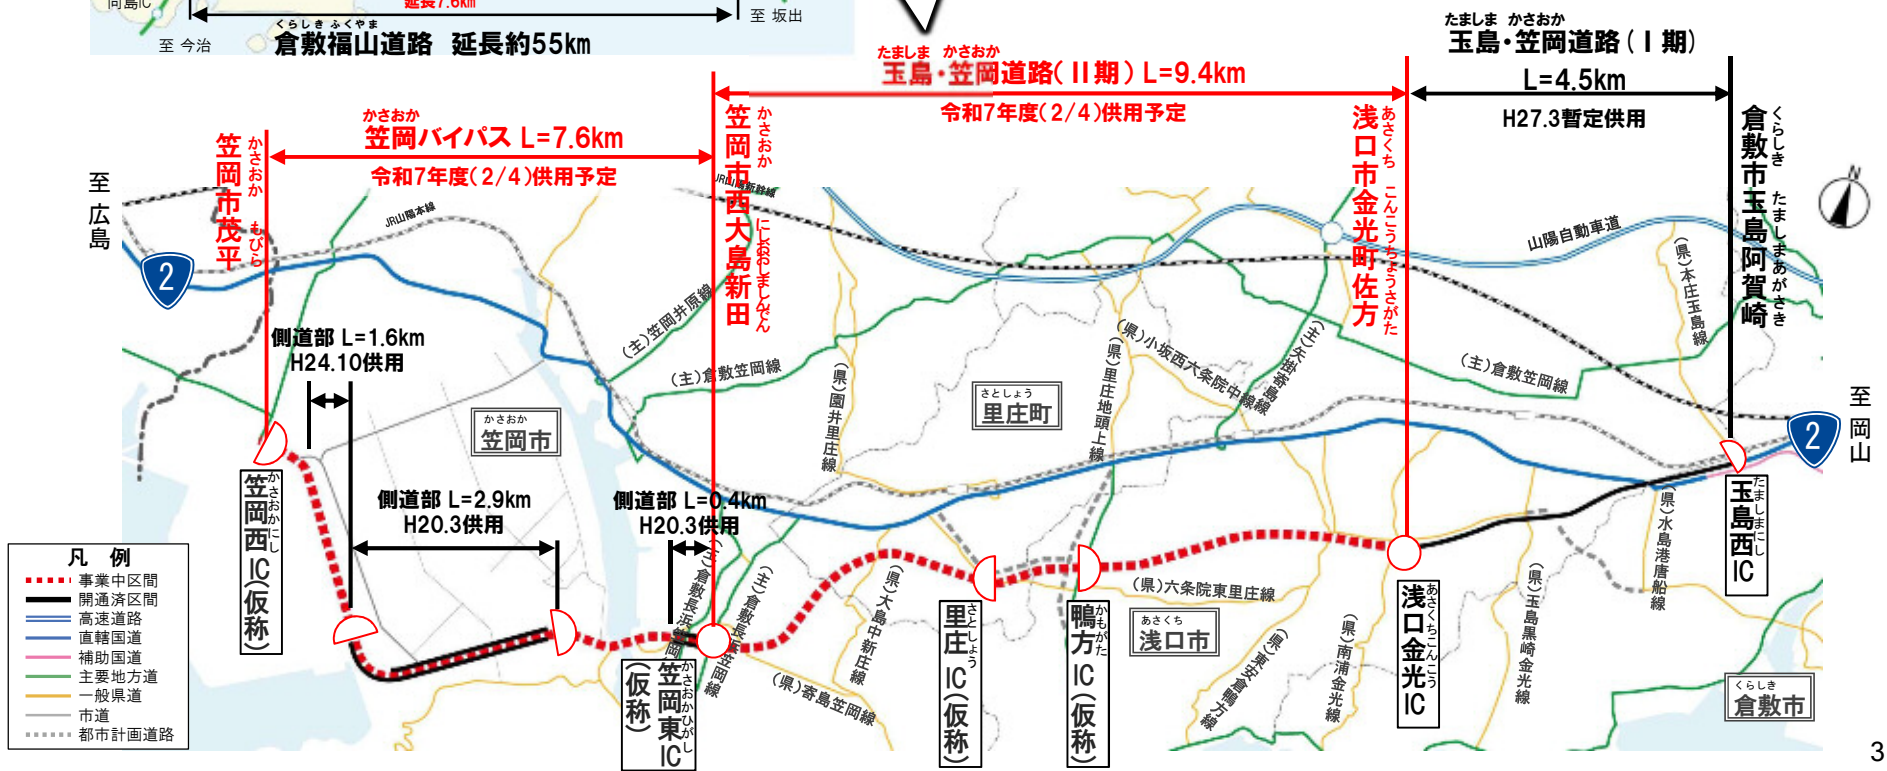 向島IC
延長7.6km
至 今治
至 坂出
くらしき ふくやま
倉敷福山道路 延長約55km
たましま かさおか
玉島・笠岡道路(Ⅱ期) L=9.4km
令和7年度(2/4)供用予定
たましま かさおか
玉島・笠岡道路(Ⅰ期)
L=4.5km
H27.3暫定供用
かさおか
笠岡バイパス L=7.6km
令和7年度(2/4)供用予定
至 広島
2
かさおか もびら
笠岡市茂平
かさおか にしおおしましんでん
笠岡市西大島新田
あさくち こんこうちょうさがた
浅口市金光町佐方
くらしき たましまあがさき
倉敷市玉島阿賀崎
N
JR山陽本線
JR山陽新幹線
山陽自動車道
(県)本庄玉島線
至 岡山
2
側道部 L=1.6km
H24.10供用
(主)笠岡井原線
(主)倉敷笠岡線
(県)園井里庄線
(県)里庄地頭上線
(県)小坂西六条院中線
(主)矢掛寄島線
(主)倉敷笠岡線
かさおか
笠岡市
さとしょう
里庄町
側道部 L=2.9km
H20.3供用
側道部 L=0.4km
H20.3供用
かさおかにし
笠岡西IC(仮称)
かさおかひがし
笠岡東IC
(仮称)
(主)倉敷長浜笠岡線
(主)倉敷長浜笠岡線
(県)大島中新庄線
(県)寄島笠岡線
さとしょう
里庄IC(仮称)
かもがた
鴨方IC(仮称)
(県)六条院東里庄線
あさくち
浅口市
(県)東安倉鴨方線
(県)南浦金光線
あさくちこんこう
浅口金光IC
(県)玉島黒崎金光線
(県)水島港唐船線
たましまにし
玉島西IC
くらしき
倉敷市
凡 例
事業中区間
開通済区間
高速道路
直轄国道
補助国道
主要地方道
一般県道
市道
都市計画道路
3